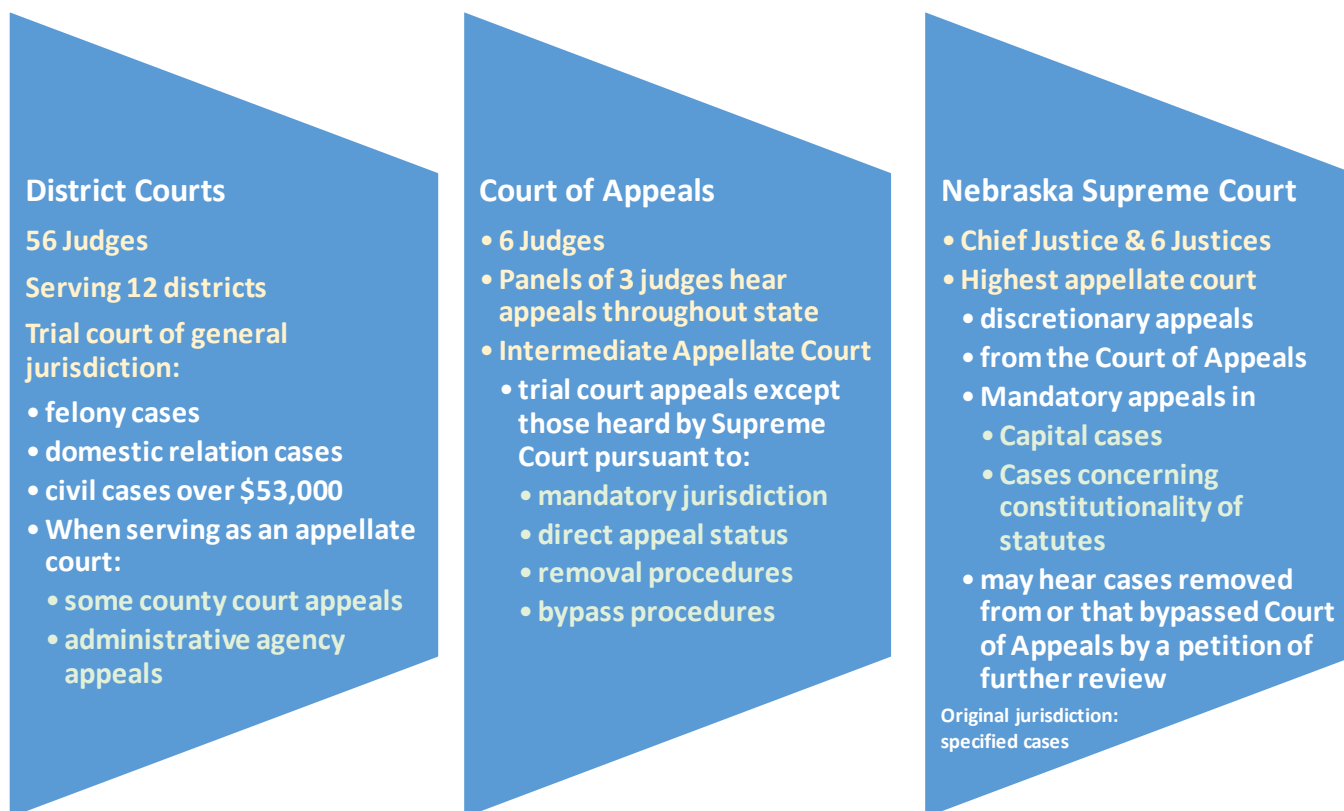 District Courts
56 Judges
Serving 12 districts
Trial court of general
jurisdiction:
• felony cases
• domestic relation cases
• civil cases over $53,000
• When serving as an appellate
court:
• some county court appeals
• administrative agency
appeals
Court of Appeals
• 6 Judges
• Panels of 3 judges hear
appeals throughout state
• Intermediate Appellate Court
• trial court appeals except
those heard by Supreme
Court pursuant to:
• mandatory jurisdiction
• direct appeal status
• removal procedures
• bypass procedures
Nebraska Supreme Court
• Chief Justice & 6 Justices
• Highest appellate court
• discretionary appeals
• from the Court of Appeals
• Mandatory appeals in
• Capital cases
• Cases concerning
constitutionality of
statutes
• may hear cases removed
from or that bypassed Court
of Appeals by a petition of
further review
Original jurisdiction:
specified cases